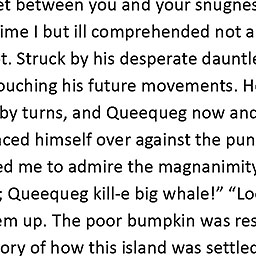 et between you and your snugnes
ime I but ill comprehended not a
t. Struck by his desperate dauntle
ouching his future movements. H
by turns, and Queequeg now and
ced himself over against the pun
ed me to admire the magnanimity
; Queequeg kill-e big whale!” “Lo
em up. The poor bumpkin was res
ory of how this island was settled